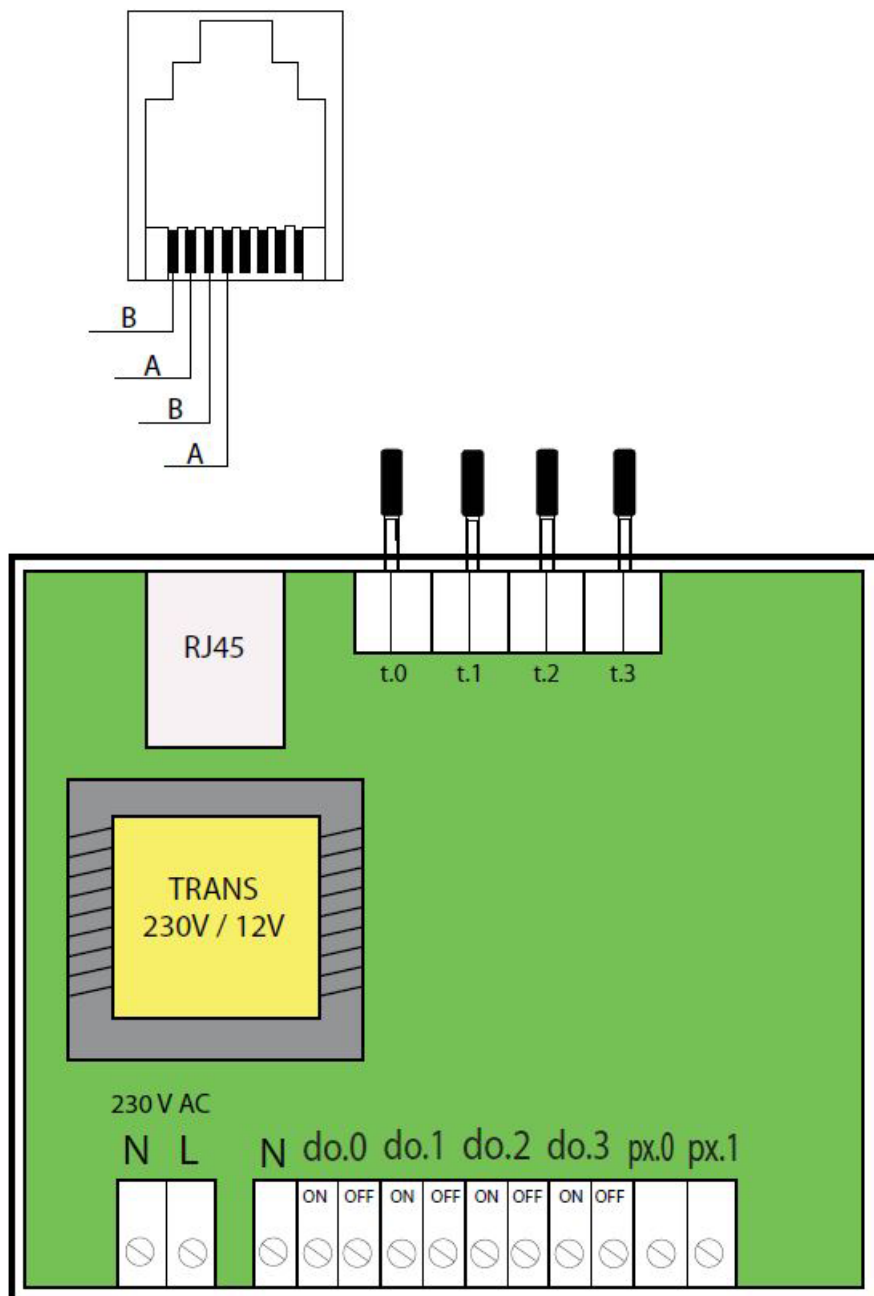 B
A
B
A
RJ45
t.0 t.1 t.2 t.3
TRANS
230V / 12V
230 V AC
N L N do.0 do.1 do.2 do.3 px.0 px.1
ON OFF ON OFF ON OFF ON OFF